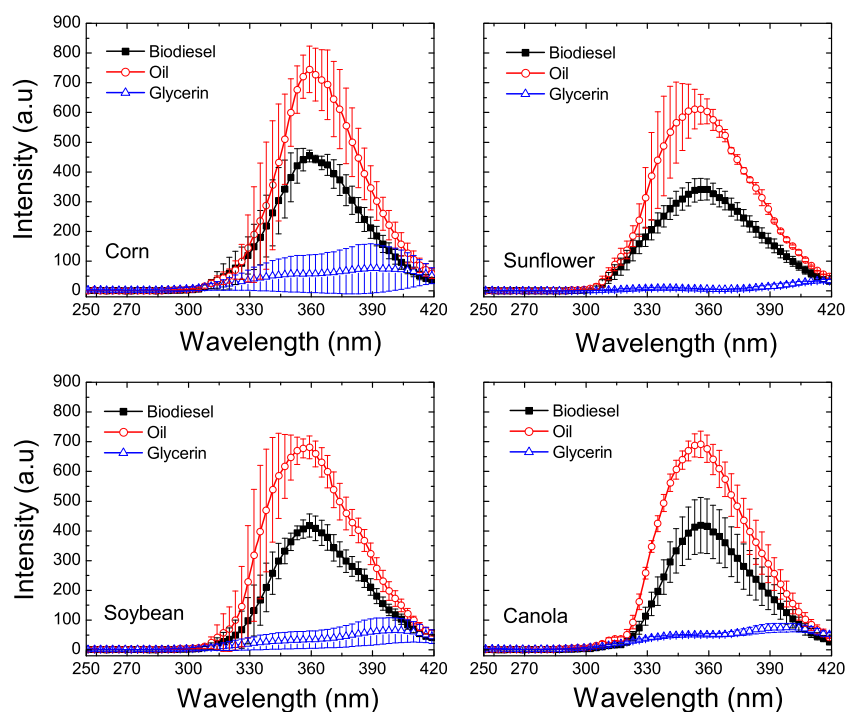 900
800
700
600
500
400
300
200
100
0
Intensity (a.u)
Biodiesel
Oil
Glycerin
Corn
250 270 300 330 360 390 420
Wavelength (nm)
Biodiesel
Oil
Glycerin
Sunflower
250 270 300 330 360 390 420
Wavelength (nm)
900
800
700
600
500
400
300
200
100
0
Intensity (a.u)
Biodiesel
Oil
Glycerin
Soybean
250 270 300 330 360 390 420
Wavelength (nm)
Biodiesel
Oil
Glycerin
Canola
250 270 300 330 360 390 420
Wavelength (nm)